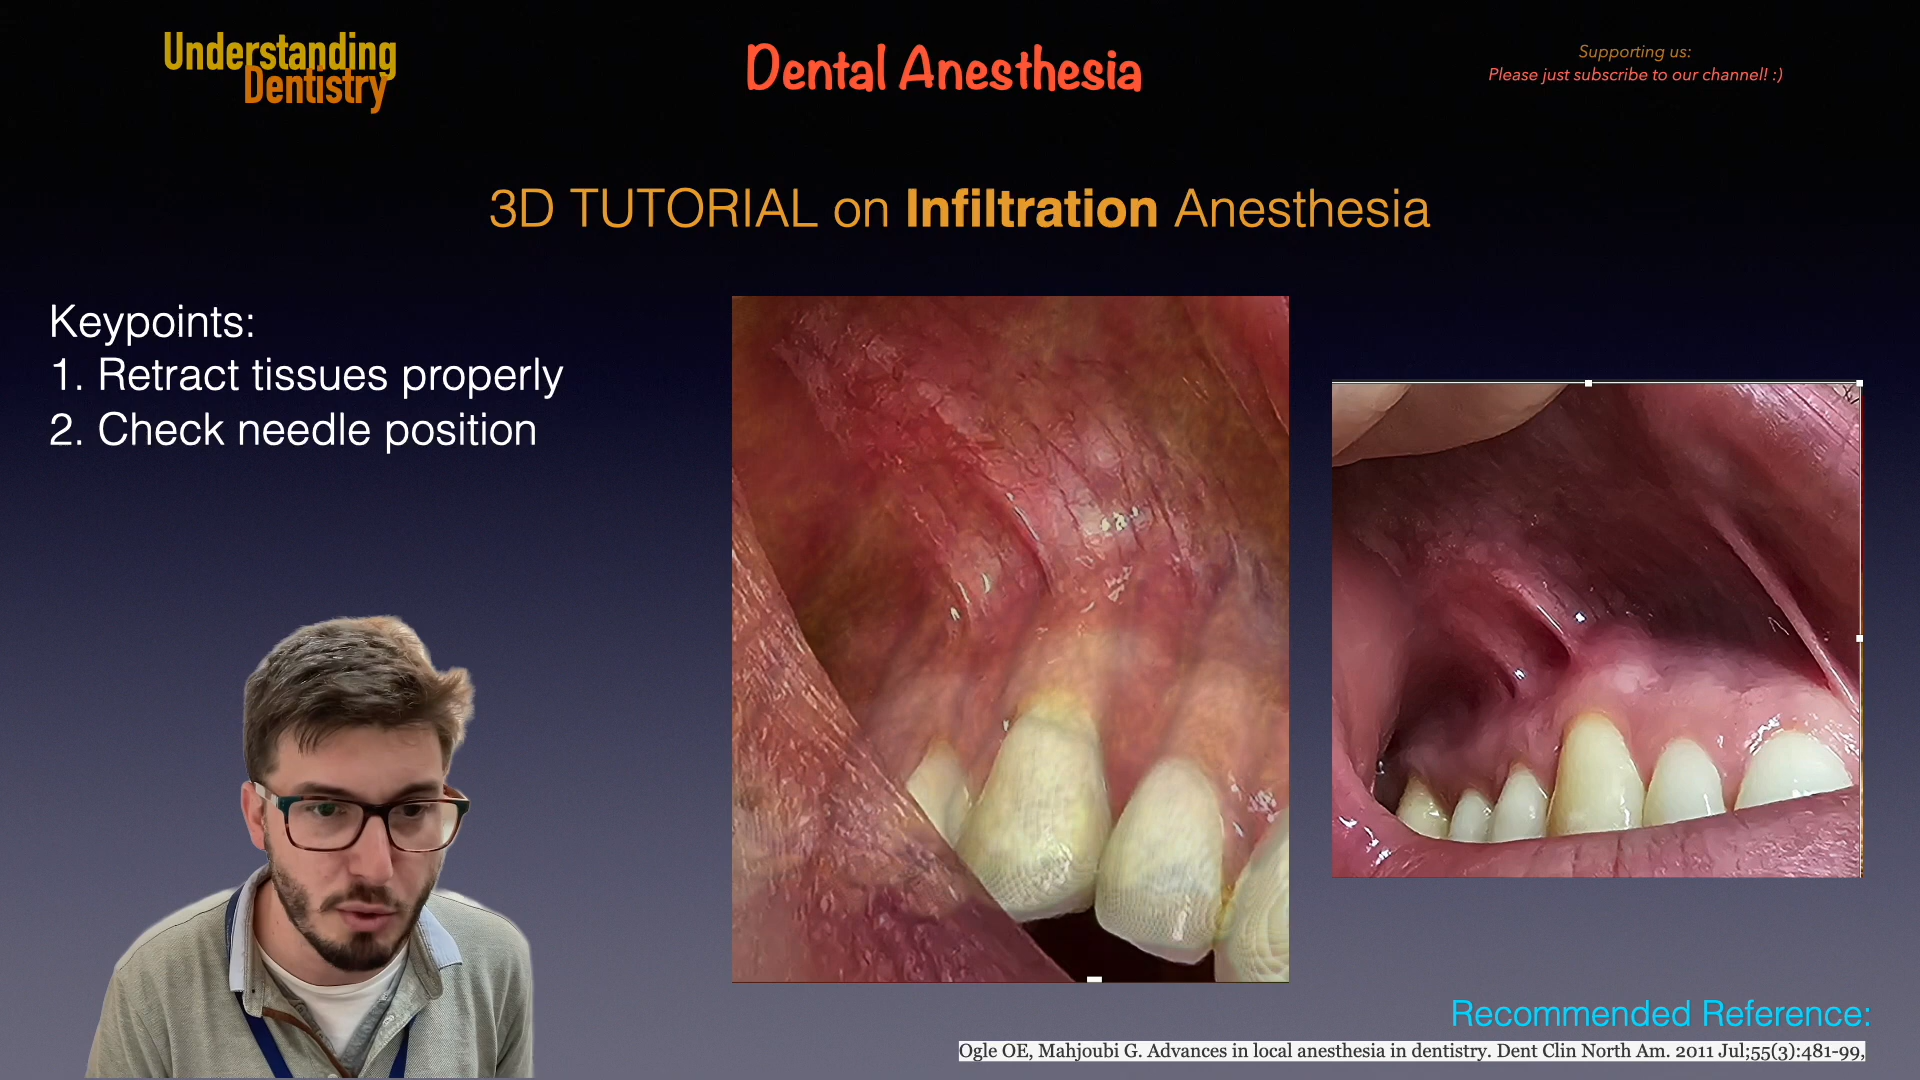 Understanding
Dentistry
Dental Anesthesia
Supporting us:
Please just subscribe to our channel! :)
3D TUTORIAL on Infiltration Anesthesia
Keypoints:
1. Retract tissues properly
2. Check needle position
Recommended Reference:
Ogle OE, Mahjoubi G. Advances in local anesthesia in dentistry. Dent Clin North Am. 2011 Jul;55(3):481-99,